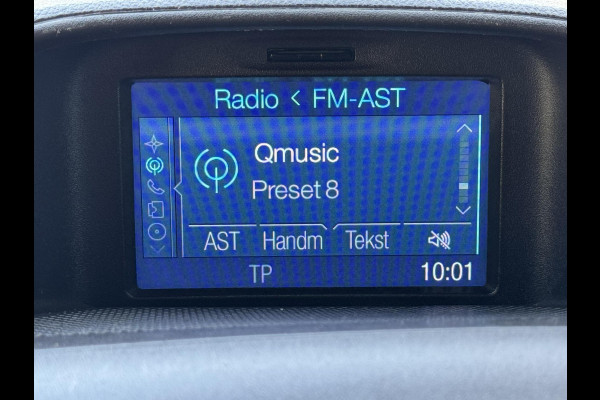 Radio < FM-AST
Qmusic
Preset 8
AST Handm Tekst
TP 10:01